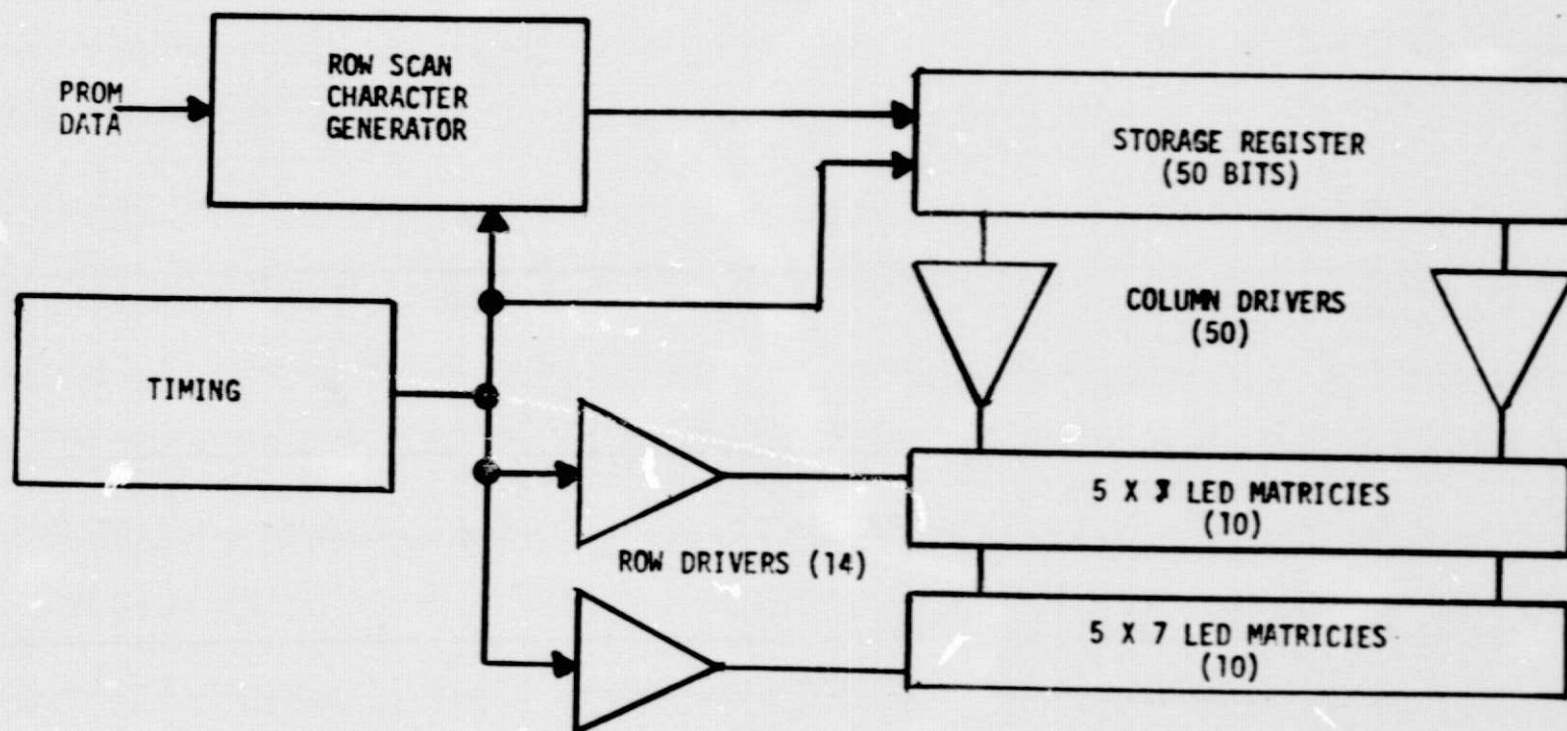 PROM
DATA
ROW SCAN
CHARACTER
GENERATOR
STORAGE REGISTER
(50 BITS)
TIMING
COLUMN DRIVERS
(50)
ROW DRIVERS (14)
5 X 7 LED MATRICIES
(10)
5 X 7 LED MATRICIES
(10)